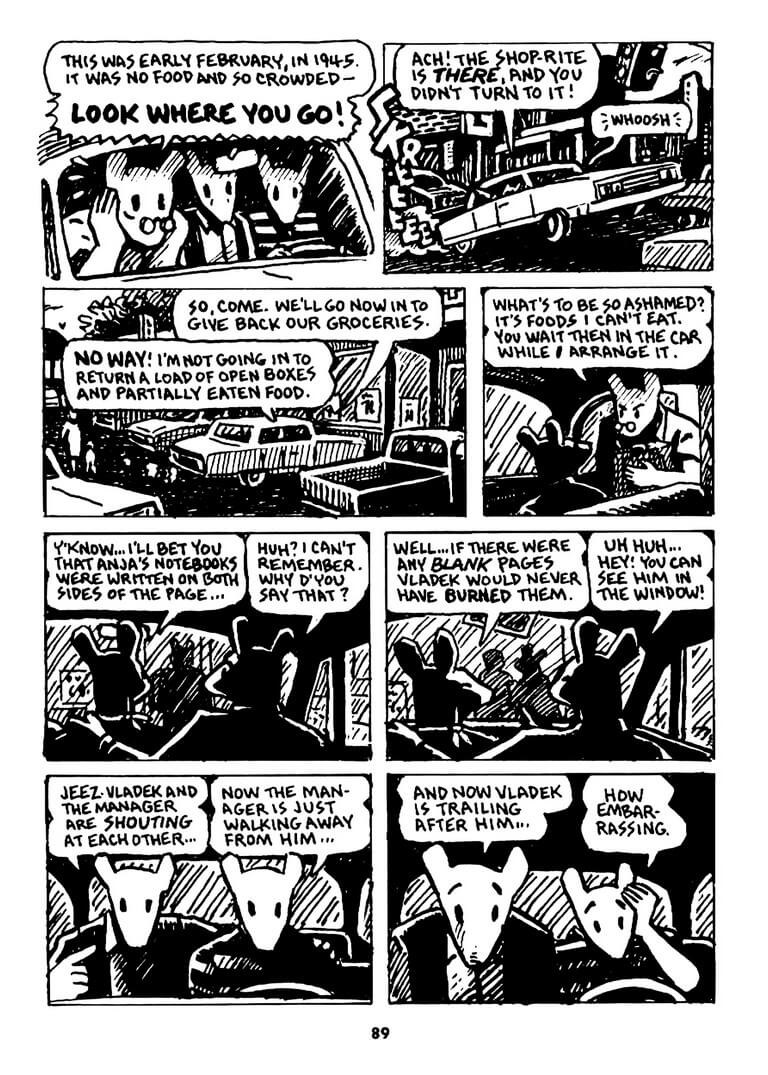 THIS WAS EARLY FEBRUARY, IN 1945.
IT WAS NO FOOD AND SO CROWDED—
LOOK WHERE YOU GO!
ACH! THE SHOP-RITE
IS THERE, AND YOU
DIDN'T TURN TO IT!
WHOOSH
SO, COME. WE'LL GO NOW IN TO
GIVE BACK OUR GROCERIES.
NO WAY! I'M NOT GOING IN TO
RETURN A LOAD OF OPEN BOXES
AND PARTIALLY EATEN FOOD.
WHAT'S TO BE SO ASHAMED?
IT'S FOODS I CAN'T EAT.
YOU WAIT THEN IN THE CAR
WHILE I ARRANGE IT.
Y'KNOW... I'LL BET YOU
THAT ANJA'S NOTEBOOKS
WERE WRITTEN ON BOTH
SIDES OF THE PAGE...
HUH? I CAN'T
REMEMBER.
WHY D'YOU
SAY THAT?
WELL... IF THERE WERE
ANY BLANK PAGES
VLADEK WOULD NEVER
HAVE BURNED THEM.
UH HUH...
HEY! YOU CAN
SEE HIM IN
THE WINDOW!
JEEZ. VLADEK AND
THE MANAGER
ARE SHOUTING
AT EACH OTHER...
NOW THE MAN-
AGER IS JUST
WALKING AWAY
FROM HIM...
AND NOW VLADEK
IS TRAILING
AFTER HIM...
HOW
EMBAR-
RASSING.
89